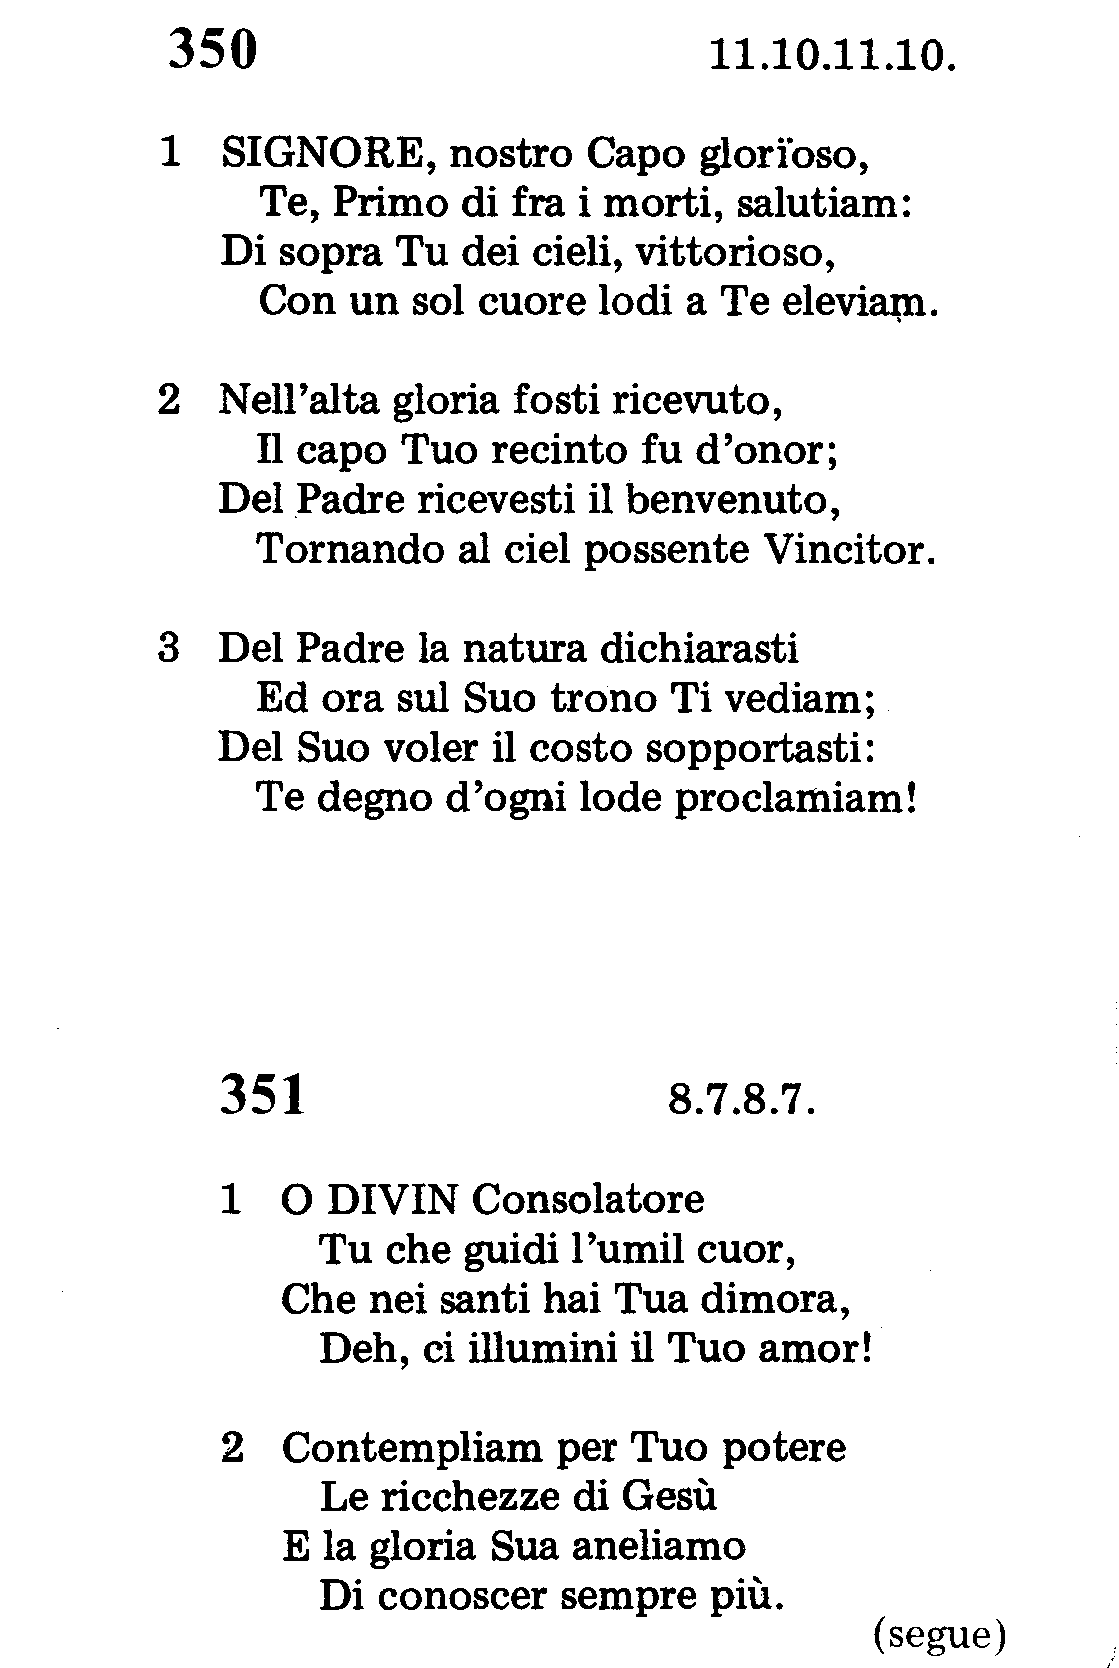 350 11.10.11.10.
1 SIGNORE, nostro Capo glorïoso,
Te, Primo di fra i morti, salutiam:
Di sopra Tu dei cieli, vittorioso,
Con un sol cuore lodi a Te eleviam.
2 Nell'alta gloria fosti ricevuto,
Il capo Tuo recinto fu d'onor;
Del Padre ricevesti il benvenuto,
Tornando al ciel possente Vincitor.
3 Del Padre la natura dichiarasti
Ed ora sul Suo trono Ti vediam;
Del Suo voler il costo sopportasti:
Te degno d'ogni lode proclamiam!
351 8.7.8.7.
1 O DIVIN Consolatore
Tu che guidi l'umil cuor,
Che nei santi hai Tua dimora,
Deh, ci illumini il Tuo amor!
2 Contempliam per Tuo potere
Le ricchezze di Gesù
E la gloria Sua aneliamo
Di conoscer sempre più.
(segue)